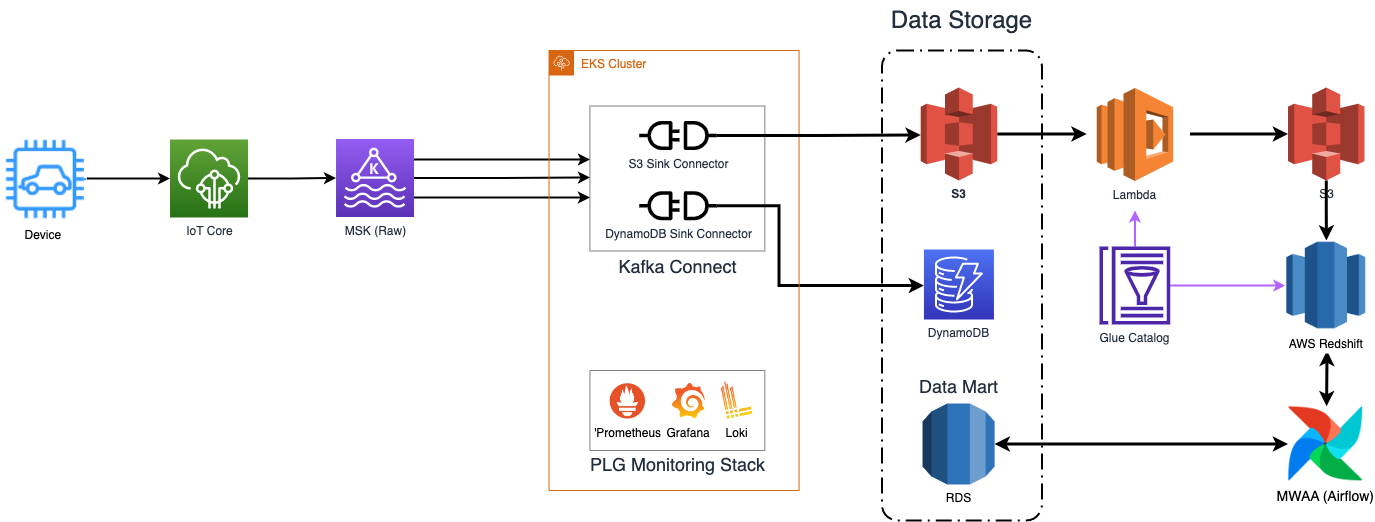 Data Storage
EKS Cluster
S3 Sink Connector
DynamoDB Sink Connector
Kafka Connect
Device
IoT Core
K
MSK (Raw)
S3
Lambda
S3
DynamoDB
Glue Catalog
AWS Redshift
Data Mart
'Prometheus
Grafana
Loki
PLG Monitoring Stack
RDS
MWAA (Airflow)